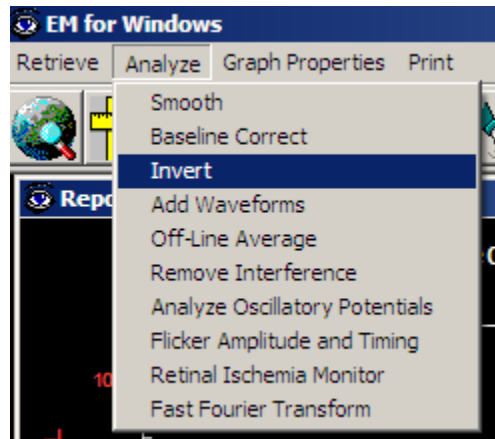 EM for Windows
Retrieve Analyze Graph Properties Print
Smooth
Baseline Correct
Invert
Repo
Add Waveforms
Off-Line Average
Remove Interference
Analyze Oscillatory Potentials
Flicker Amplitude and Timing
10
Retinal Ischemia Monitor
Fast Fourier Transform